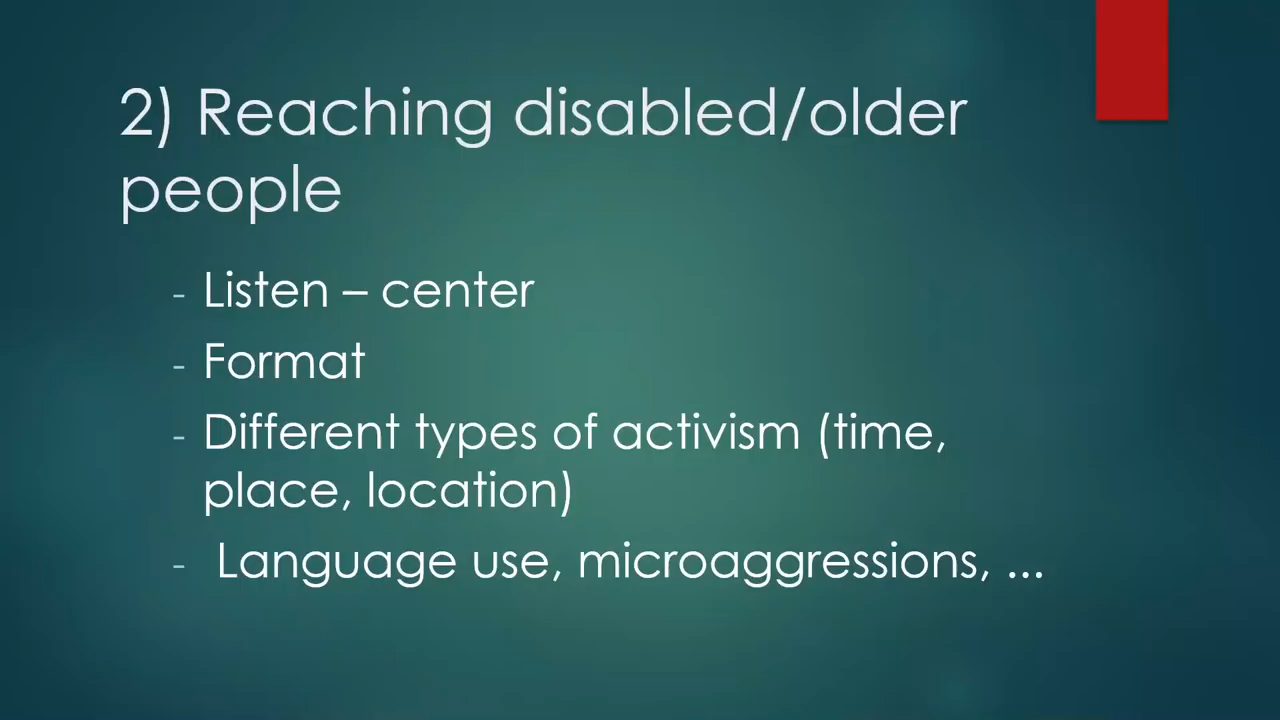 2) Reaching disabled/older
people
- Listen – center
- Format
- Different types of activism (time,
place, location)
- Language use, microaggressions, ...